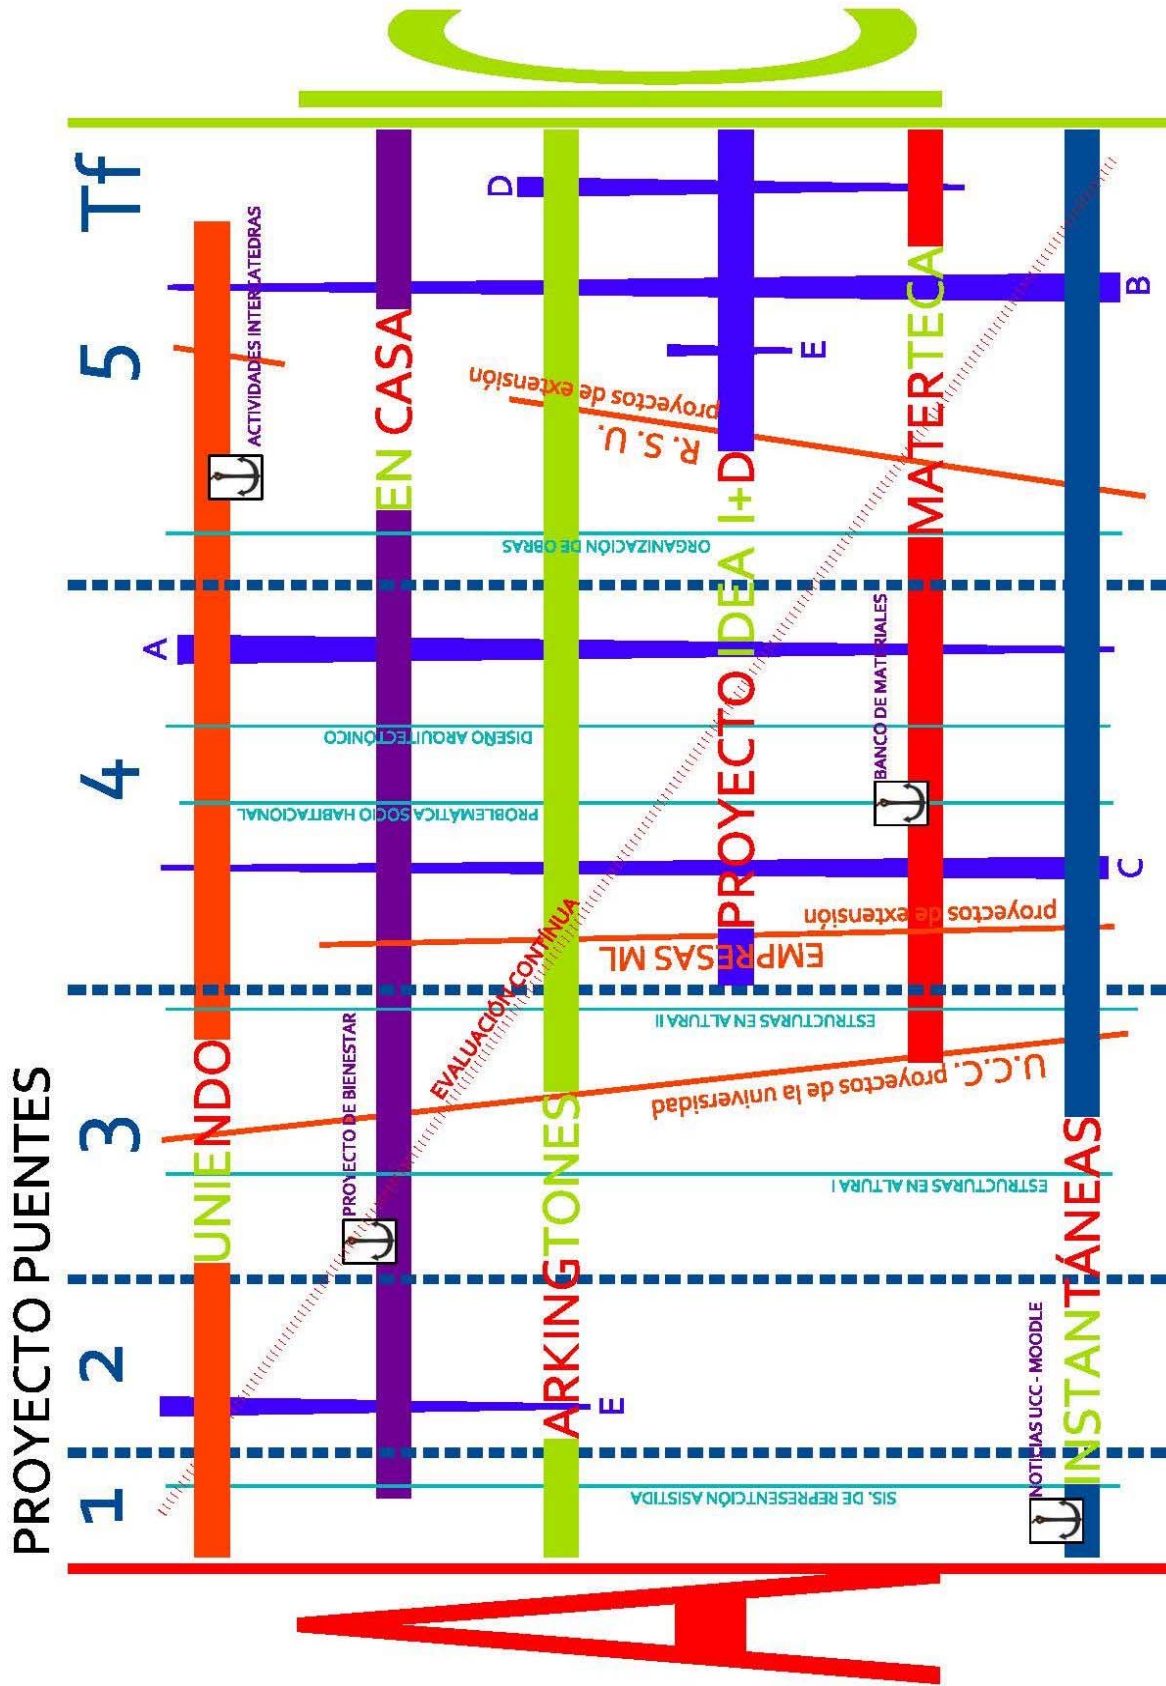 PROYECTO PUENTES
1 2 3 4 5 Tf
A
UNIENDO
ACTIVIDADES INTERCATEDRAS
PROYECTO DE BIENESTAR
EN CASA
EVALUACIÓN CONTÍNUA
ARKINGTONES
PROYECTO IDEA I+D
BANCO DE MATERIALES
MATERTECA
NOTICIAS UCC - MOODLE
INSTANTÁNEAS
SIS. DE REPRESENTCIÓN ASISTIDA
ESTRUCTURAS EN ALTURA I
U.C.C. proyectos de la universidad
ESTRUCTURAS EN ALTURA II
EMPRESAS ML
proyectos de extensión
PROBLEMÁTICA SOCIO HABITACIONAL
DISEÑO ARQUITECTÓNICO
ORGANIZACIÓN DE OBRAS
R. S. U.
proyectos de extensión
E
C
A
E
B
D
IC